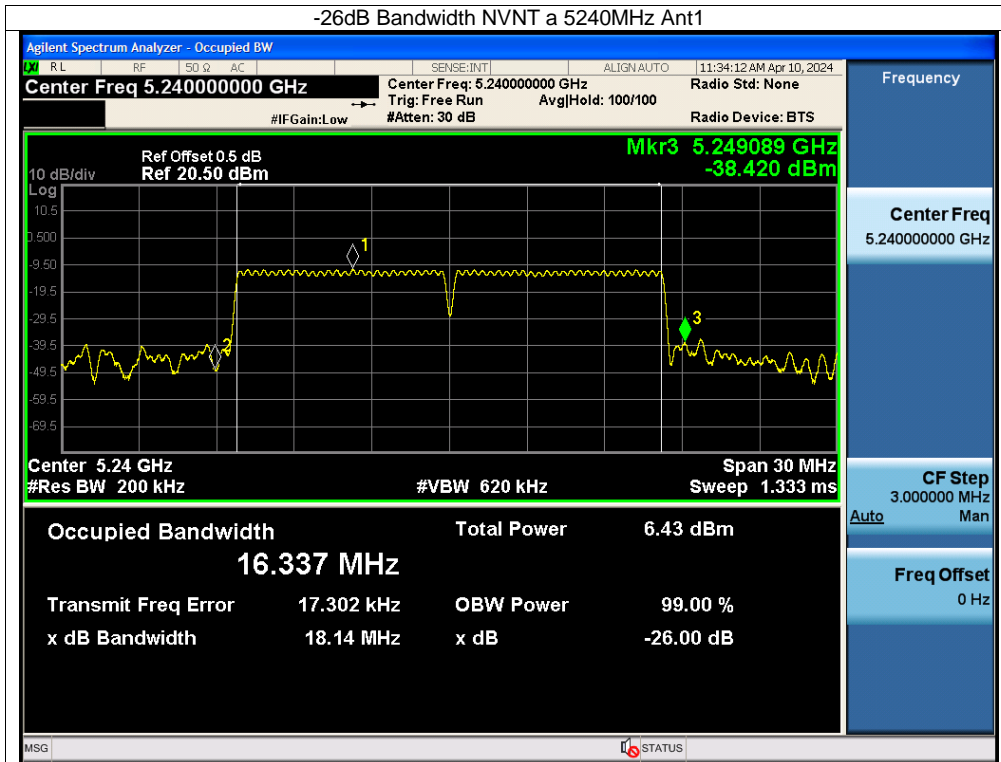 -26dB Bandwidth NVNT a 5240MHz Ant1
Agilent Spectrum Analyzer - Occupied BW
LXI RL RF 50 Ω AC SENSE:INT ALIGN AUTO 11:34:12 AM Apr 10, 2024
Center Freq 5.240000000 GHz
Center Freq: 5.240000000 GHz Radio Std: None
Trig: Free Run Avg|Hold: 100/100
#IFGain:Low #Atten: 30 dB Radio Device: BTS
Frequency
Mkr3 5.249089 GHz
-38.420 dBm
Ref Offset 0.5 dB
10 dB/div Ref 20.50 dBm
Log
10.5
0.500
-9.50
-19.5
-29.5
-39.5
-49.5
-59.5
-69.5
1
2
3
Center 5.24 GHz Span 30 MHz
#Res BW 200 kHz #VBW 620 kHz Sweep 1.333 ms
Occupied Bandwidth Total Power 6.43 dBm
16.337 MHz
Transmit Freq Error 17.302 kHz OBW Power 99.00 %
x dB Bandwidth 18.14 MHz x dB -26.00 dB
Center Freq
5.240000000 GHz
CF Step
3.000000 MHz
Auto Man
Freq Offset
0 Hz
MSG STATUS